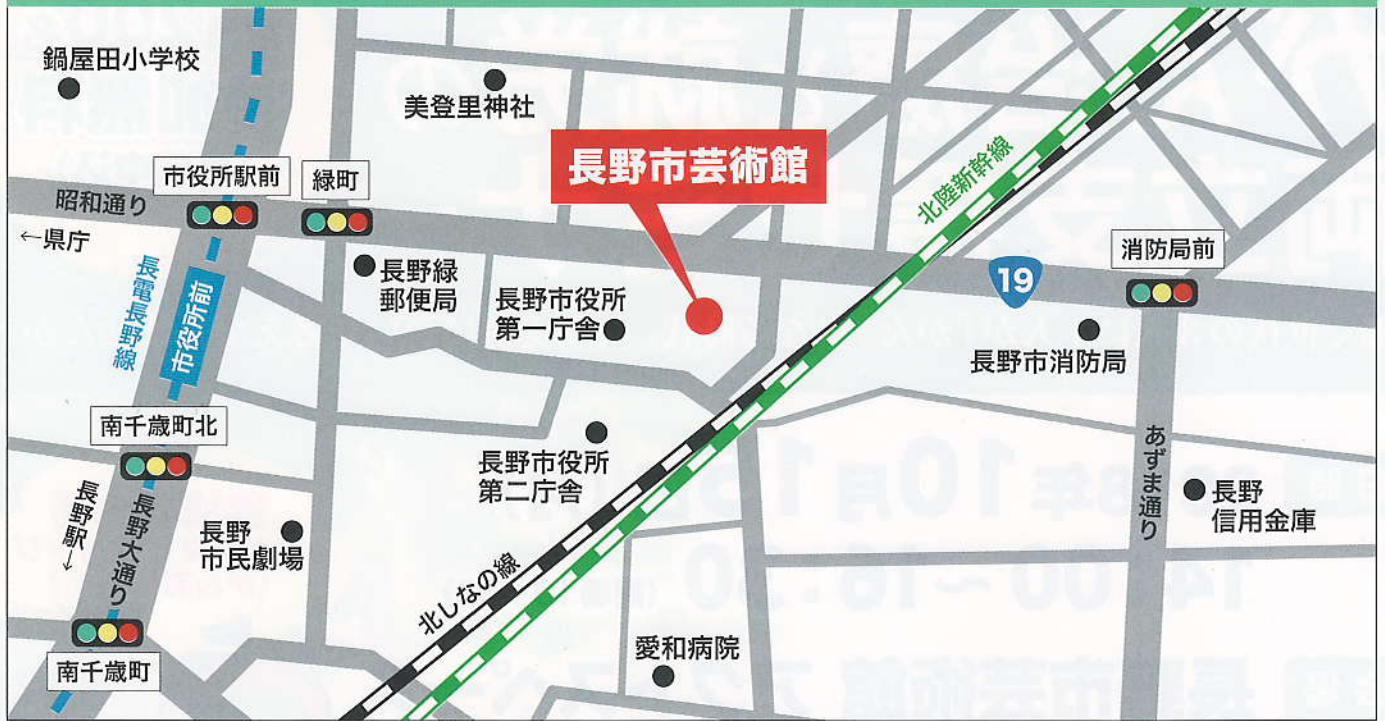 鍋屋田小学校
美登里神社
長野市芸術館
北陸新幹線
市役所駅前
緑町
昭和通り
←県庁
長電長野線
市役所前
長野緑
郵便局
長野市役所
第一庁舎
19
消防局前
長野市消防局
南千歳町北
長野市役所
第二庁舎
あずま通り
長野
信用金庫
長野駅→
長野大通り
長野
市民劇場
北しなの線
愛和病院
南千歳町